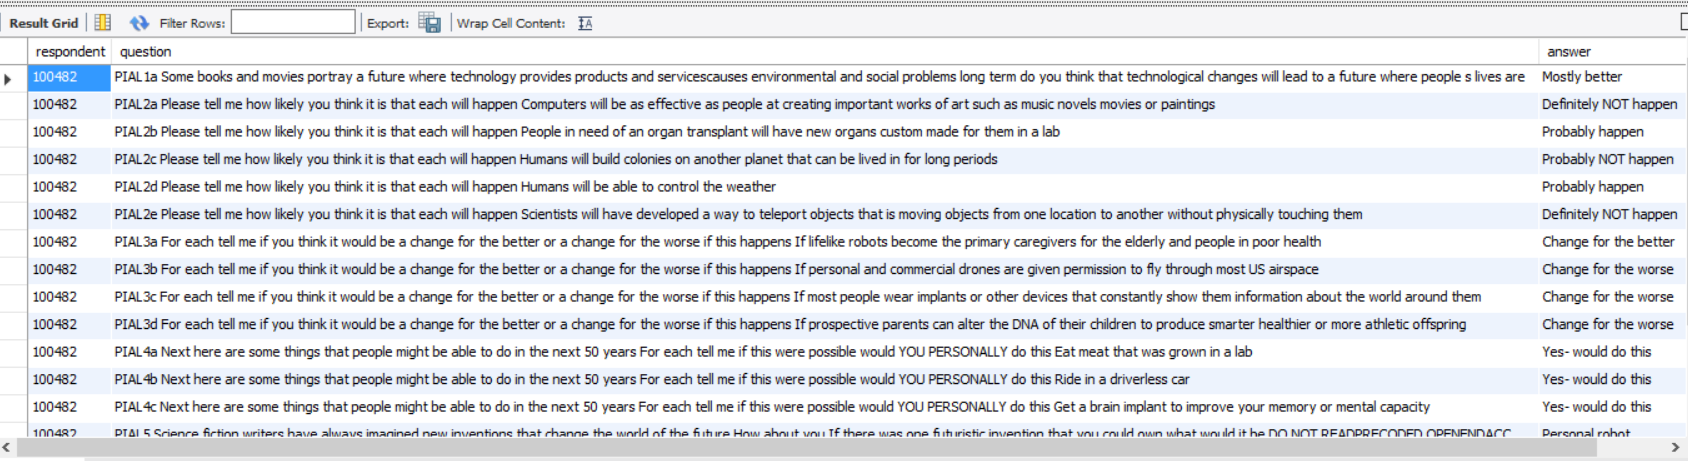 Result Grid Filter Rows: Export: Wrap Cell Content:
respondent question answer
100482 PIAL1a Some books and movies portray a future where technology provides products and servicescauses environmental and social problems long term do you think that technological changes will lead to a future where people s lives are Mostly better
100482 PIAL2a Please tell me how likely you think it is that each will happen Computers will be as effective as people at creating important works of art such as music novels movies or paintings Definitely NOT happen
100482 PIAL2b Please tell me how likely you think it is that each will happen People in need of an organ transplant will have new organs custom made for them in a lab Probably happen
100482 PIAL2c Please tell me how likely you think it is that each will happen Humans will build colonies on another planet that can be lived in for long periods Probably NOT happen
100482 PIAL2d Please tell me how likely you think it is that each will happen Humans will be able to control the weather Probably happen
100482 PIAL2e Please tell me how likely you think it is that each will happen Scientists will have developed a way to teleport objects that is moving objects from one location to another without physically touching them Definitely NOT happen
100482 PIAL3a For each tell me if you think it would be a change for the better or a change for the worse if this happens If lifelike robots become the primary caregivers for the elderly and people in poor health Change for the better
100482 PIAL3b For each tell me if you think it would be a change for the better or a change for the worse if this happens If personal and commercial drones are given permission to fly through most US airspace Change for the worse
100482 PIAL3c For each tell me if you think it would be a change for the better or a change for the worse if this happens If most people wear implants or other devices that constantly show them information about the world around them Change for the worse
100482 PIAL3d For each tell me if you think it would be a change for the better or a change for the worse if this happens If prospective parents can alter the DNA of their children to produce smarter healthier or more athletic offspring Change for the worse
100482 PIAL4a Next here are some things that people might be able to do in the next 50 years For each tell me if this were possible would YOU PERSONALLY do this Eat meat that was grown in a lab Yes- would do this
100482 PIAL4b Next here are some things that people might be able to do in the next 50 years For each tell me if this were possible would YOU PERSONALLY do this Ride in a driverless car Yes- would do this
100482 PIAL4c Next here are some things that people might be able to do in the next 50 years For each tell me if this were possible would YOU PERSONALLY do this Get a brain implant to improve your memory or mental capacity Yes- would do this
100482 PIAL5 Science fiction writers have always imagined new inventions that change the world of the future How about you If there was one futuristic invention that you could own what would it be DO NOT READPRECODED OPENENDACC Personal robot